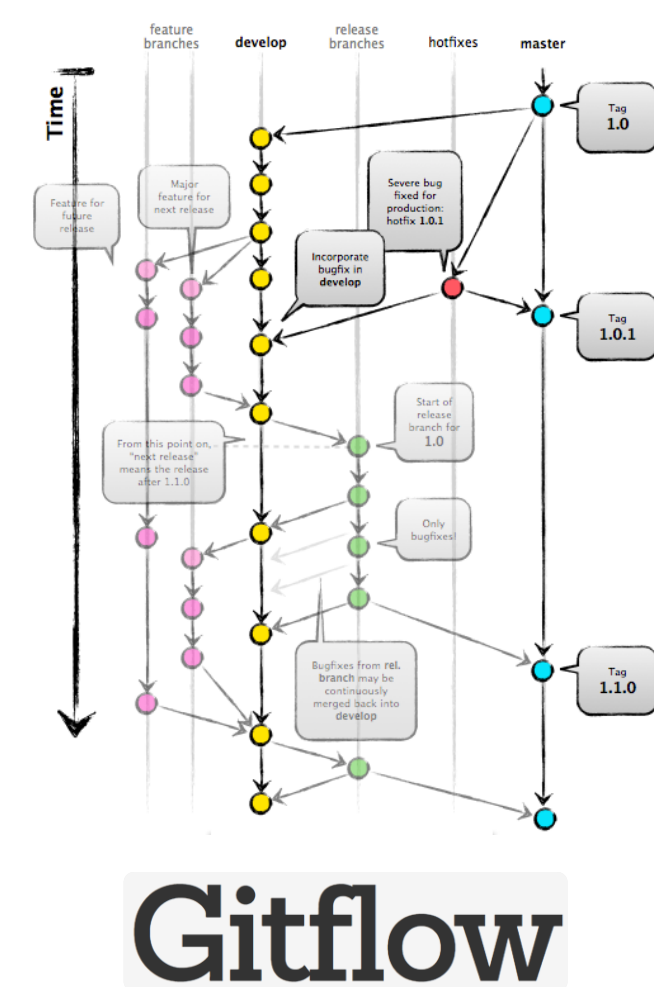 feature
branches
develop
release
branches
hotfixes
master
Time
Tag
1.0
Feature for
future
release
Major
feature for
next release
Severe bug
fixed for
production:
hotfix 1.0.1
Incorporate
bugfix in
develop
Tag
1.0.1
Start of
release
branch for
1.0
From this point on,
"next release"
means the release
after 1.1.0
Only
bugfixes!
Bugfixes from rel.
branch may be
continuously
merged back into
develop
Tag
1.1.0
Gitflow